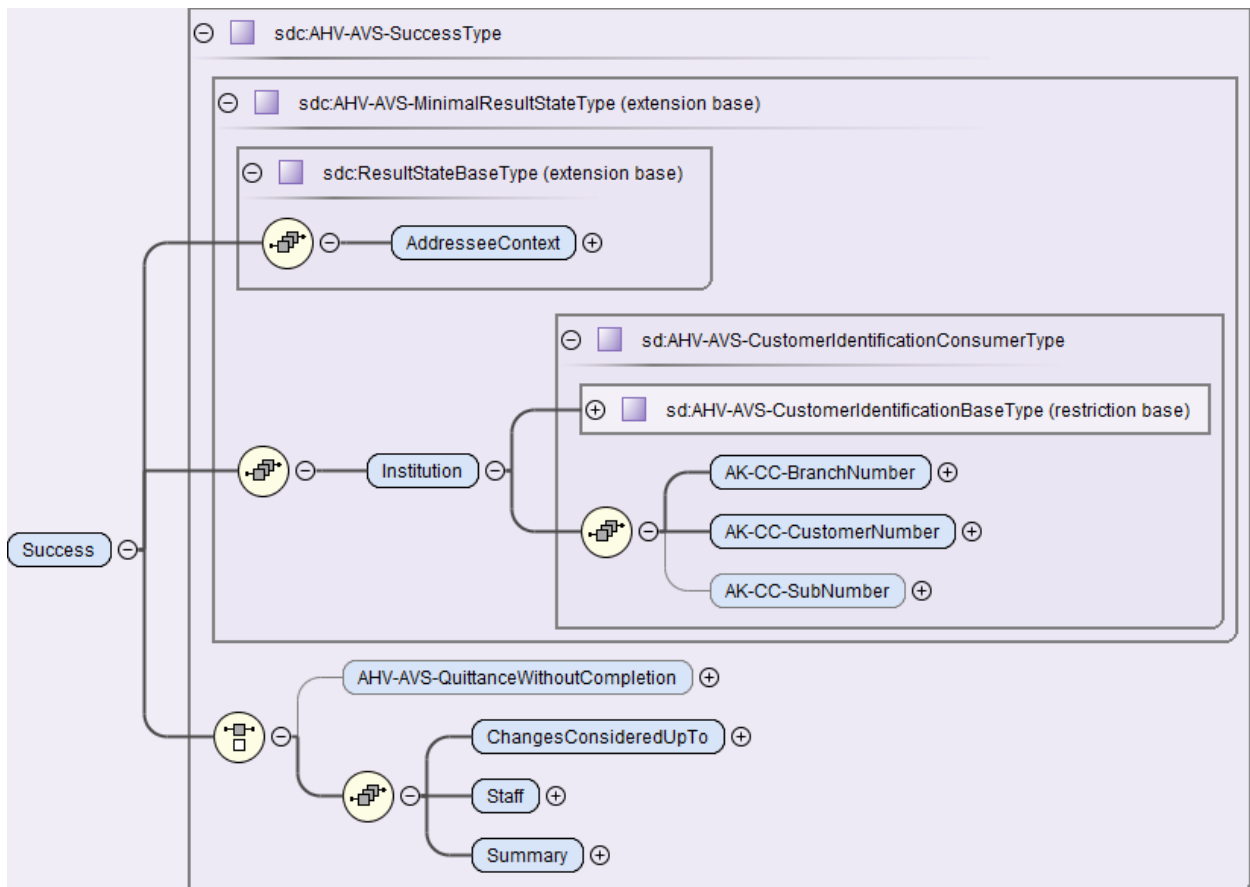 sdc:AHV-AVS-SuccessType
sdc:AHV-AVS-MinimalResultStateType (extension base)
sdc:ResultStateBaseType (extension base)
AddresseeContext
sd:AHV-AVS-CustomerIdentificationConsumerType
sd:AHV-AVS-CustomerIdentificationBaseType (restriction base)
Institution
AK-CC-BranchNumber
AK-CC-CustomerNumber
Success
AK-CC-SubNumber
AHV-AVS-QuittanceWithoutCompletion
ChangesConsideredUpTo
Staff
Summary